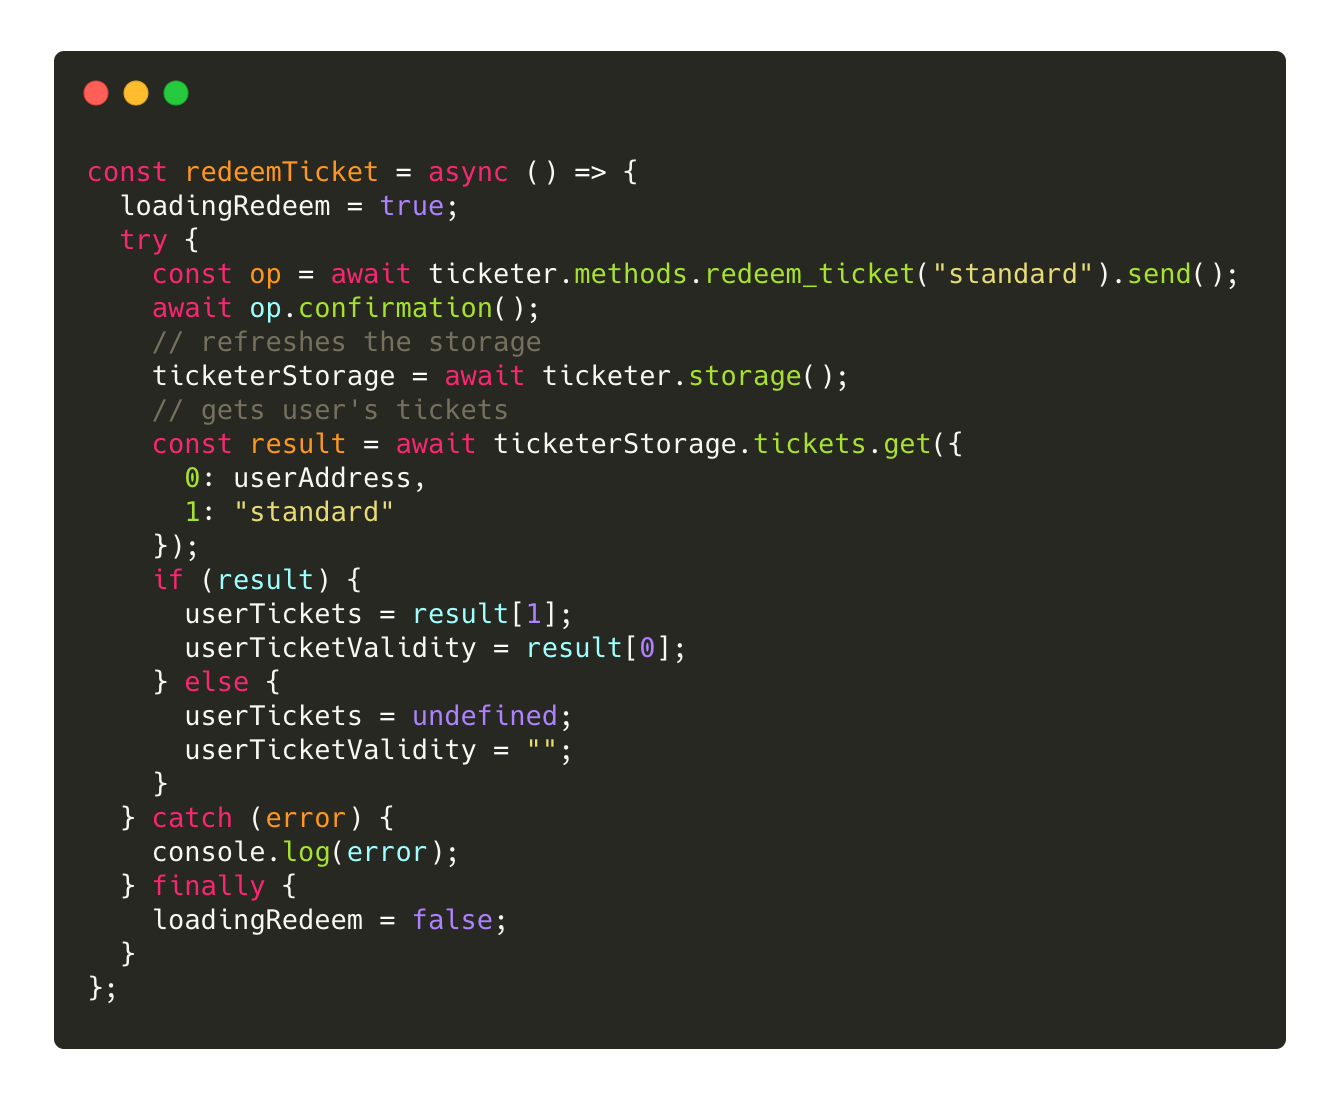 const redeemTicket = async () => {
  loadingRedeem = true;
  try {
    const op = await ticketer.methods.redeem_ticket("standard").send();
    await op.confirmation();
    // refreshes the storage
    ticketerStorage = await ticketer.storage();
    // gets user's tickets
    const result = await ticketerStorage.tickets.get({
      0: userAddress,
      1: "standard"
    });
    if (result) {
      userTickets = result[1];
      userTicketValidity = result[0];
    } else {
      userTickets = undefined;
      userTicketValidity = "";
    }
  } catch (error) {
    console.log(error);
  } finally {
    loadingRedeem = false;
  }
};